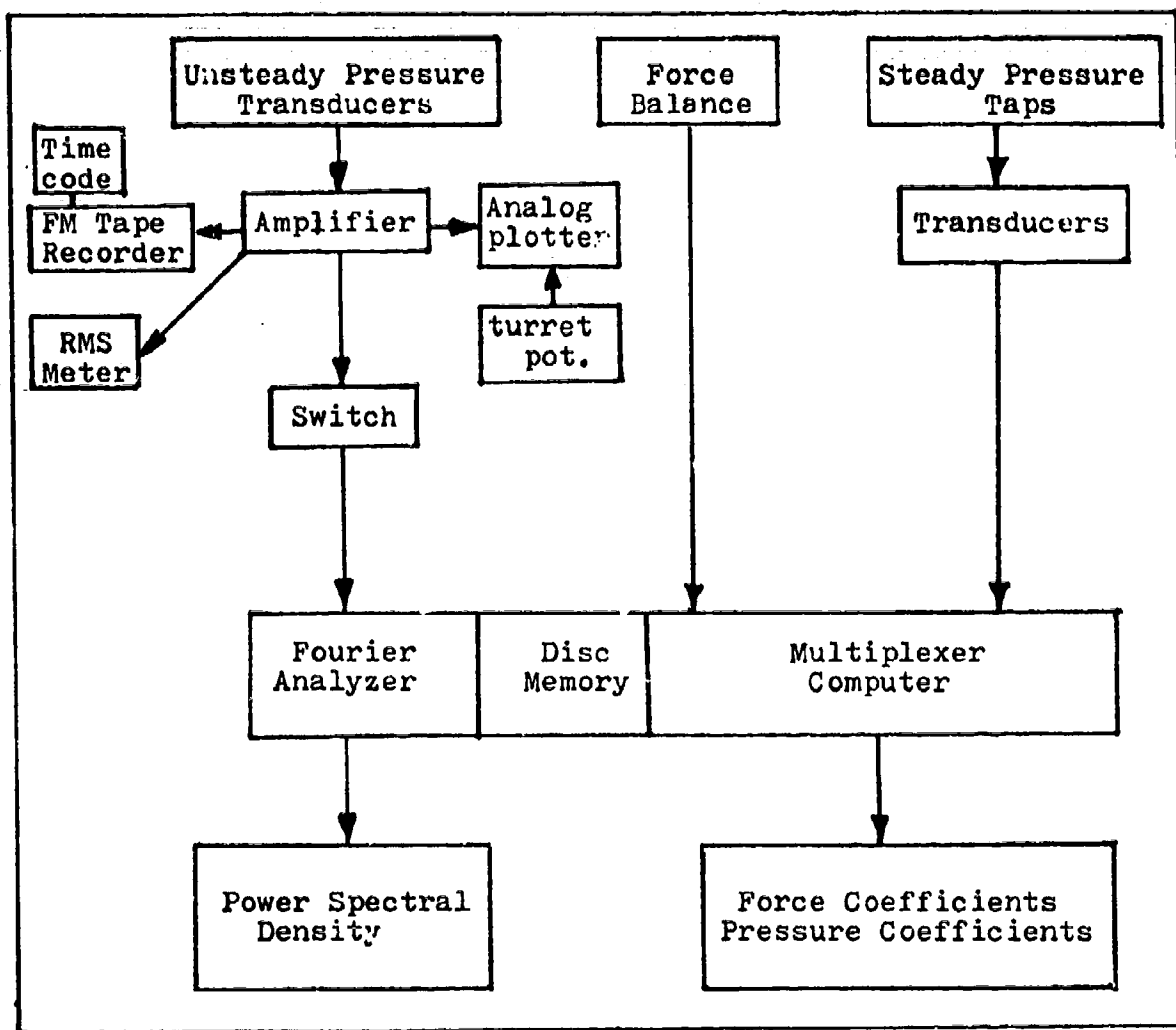 Unsteady Pressure
Transducers
Force
Balance
Steady Pressure
Taps
Time
code
FM Tape
Recorder
Amplifier
Analog
plotter
Transducers
RMS
Meter
turret
pot.
Switch
Fourier
Analyzer
Disc
Memory
Multiplexer
Computer
Power Spectral
Density
Force Coefficients
Pressure Coefficients